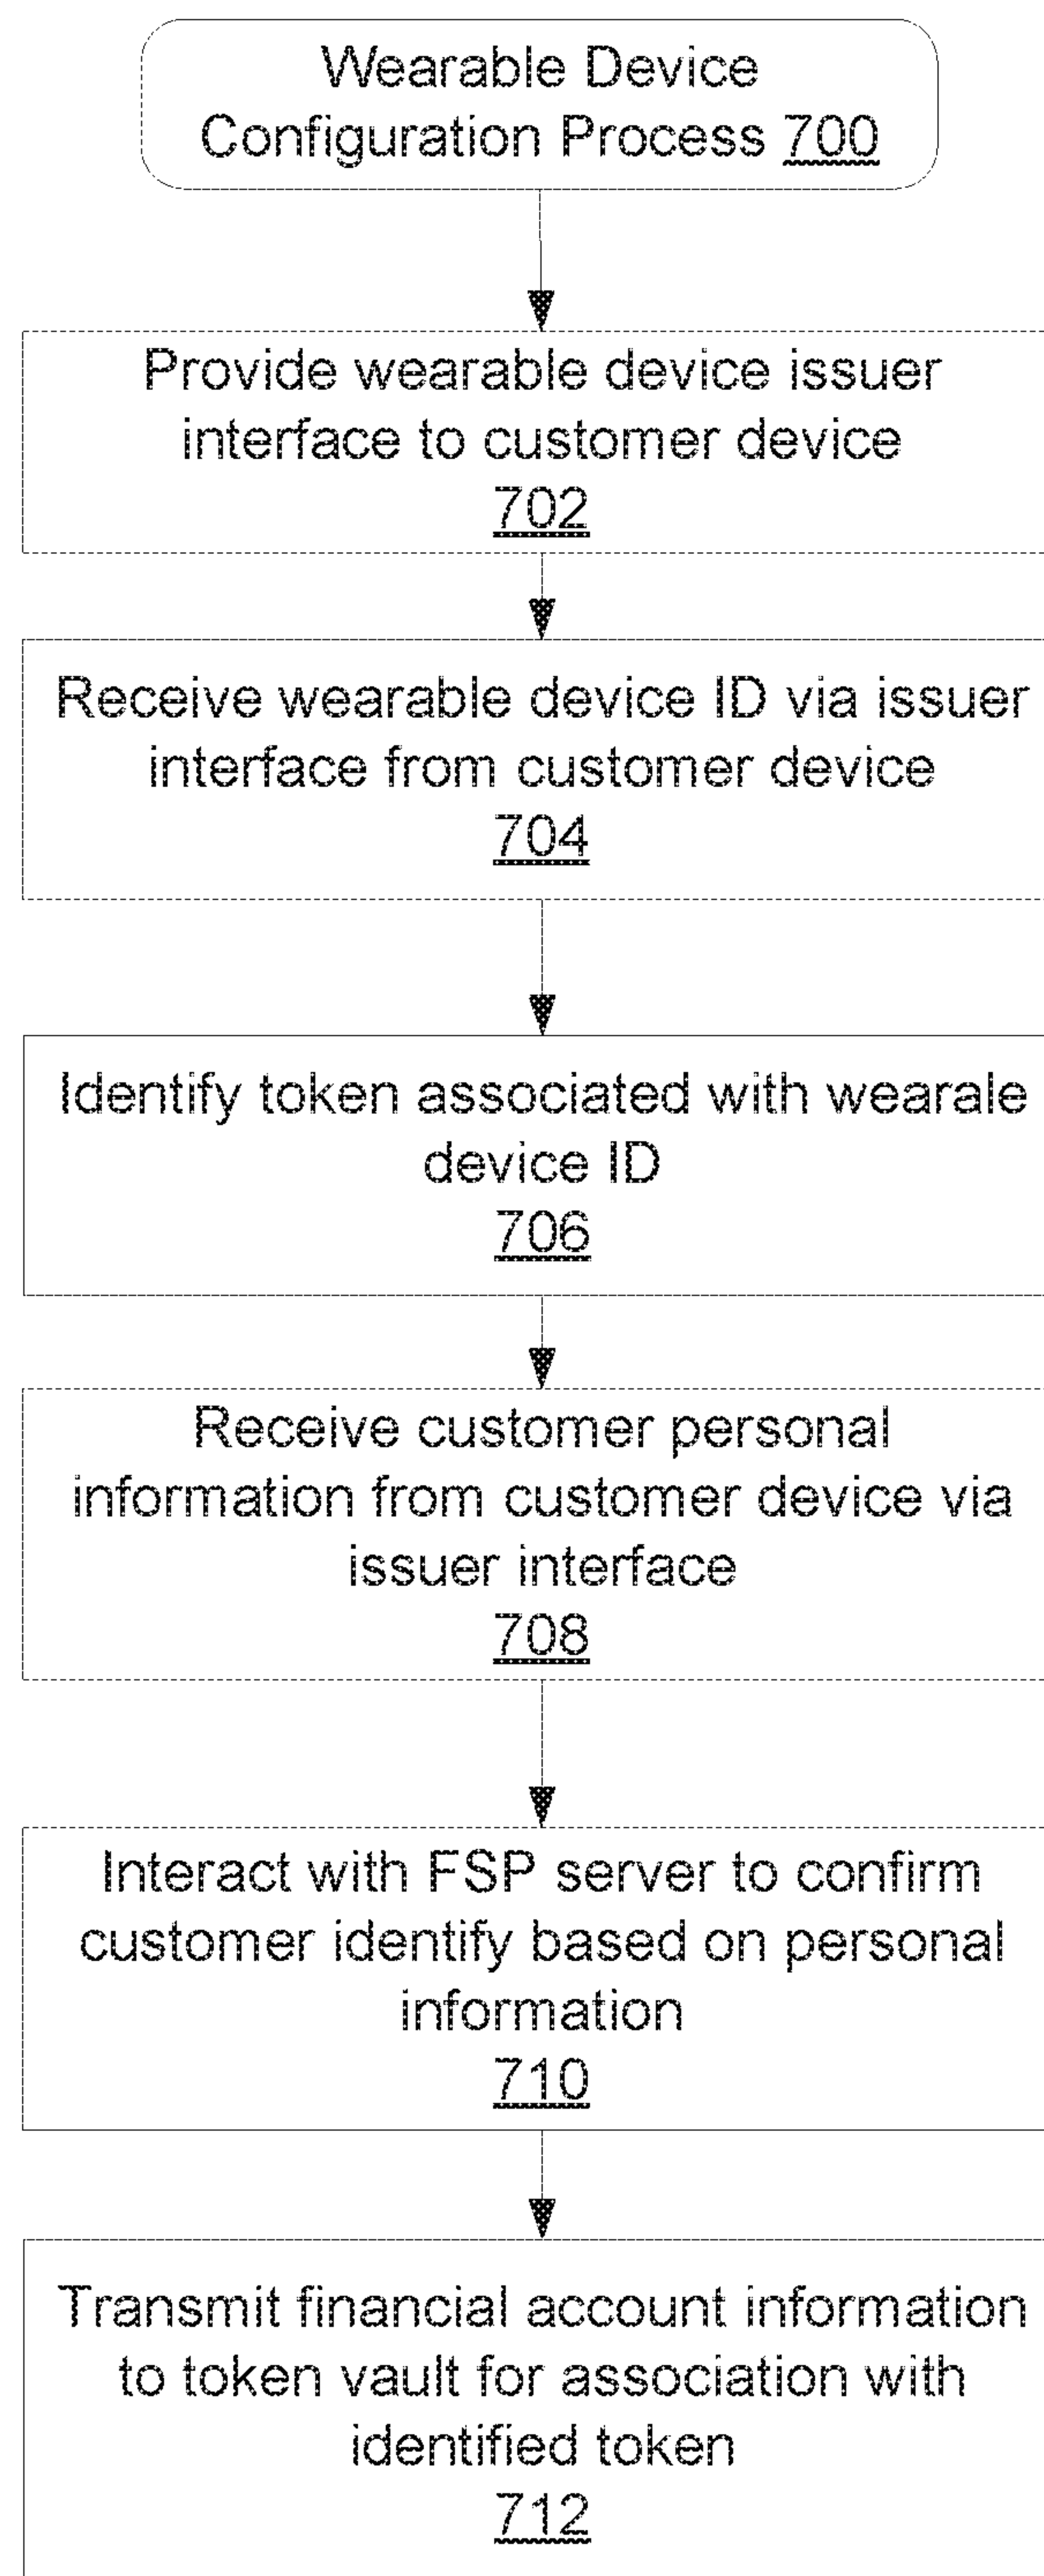 Wearable Device
Configuration Process 700
Provide wearable device issuer
interface to customer device
702
Receive wearable device ID via issuer
interface from customer device
704
Identify token associated with wearale
device ID
706
Receive customer personal
information from customer device via
issuer interface
708
Interact with FSP server to confirm
customer identify based on personal
information
710
Transmit financial account information
to token vault for association with
identified token
712